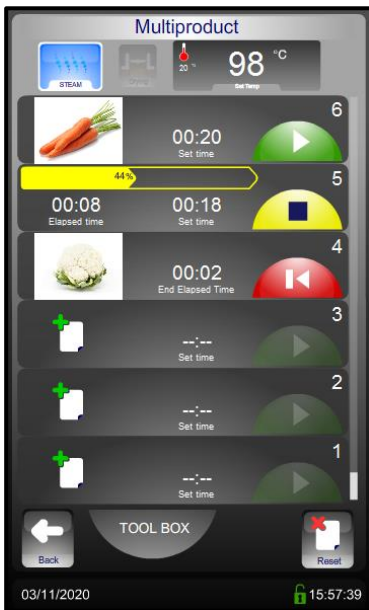 Multiproduct
STEAM
20 °
98 °C
Set Temp
6
00:20
Set time
44%
5
00:08 00:18
Elapsed time Set time
4
00:02
End Elapsed Time
3
--:--
Set time
2
--:--
Set time
1
--:--
Set time
TOOL BOX
Back Reset
03/11/2020 15:57:39